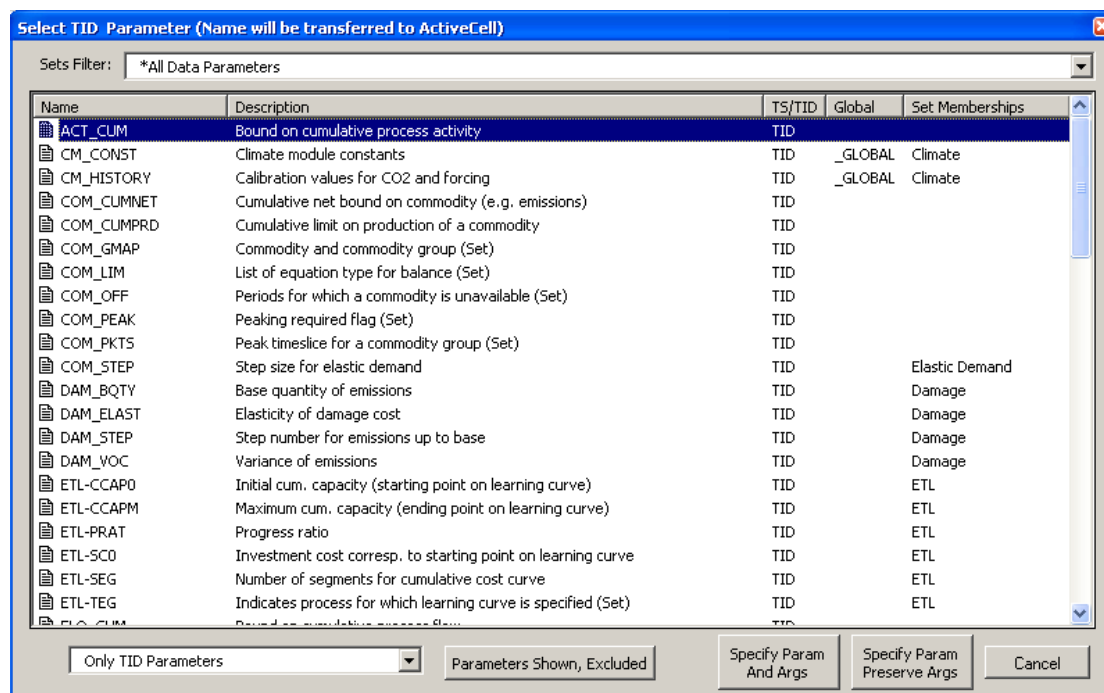 Select TID Parameter (Name will be transferred to ActiveCell)
Sets Filter: *All Data Parameters
Name Description TS/TID Global Set Memberships
ACT_CUM Bound on cumulative process activity TID
CM_CONST Climate module constants TID _GLOBAL Climate
CM_HISTORY Calibration values for CO2 and forcing TID _GLOBAL Climate
COM_CUMNET Cumulative net bound on commodity (e.g. emissions) TID
COM_CUMPRD Cumulative limit on production of a commodity TID
COM_GMAP Commodity and commodity group (Set) TID
COM_LIM List of equation type for balance (Set) TID
COM_OFF Periods for which a commodity is unavailable (Set) TID
COM_PEAK Peaking required flag (Set) TID
COM_PKTS Peak timeslice for a commodity group (Set) TID
COM_STEP Step size for elastic demand TID Elastic Demand
DAM_BQTY Base quantity of emissions TID Damage
DAM_ELAST Elasticity of damage cost TID Damage
DAM_STEP Step number for emissions up to base TID Damage
DAM_VOC Variance of emissions TID Damage
ETL-CCAP0 Initial cum. capacity (starting point on learning curve) TID ETL
ETL-CCAPM Maximum cum. capacity (ending point on learning curve) TID ETL
ETL-PRAT Progress ratio TID ETL
ETL-SC0 Investment cost corresp. to starting point on learning curve TID ETL
ETL-SEG Number of segments for cumulative cost curve TID ETL
ETL-TEG Indicates process for which learning curve is specified (Set) TID ETL
FLO_CUM Bound on cumulative process flow TID
Only TID Parameters Parameters Shown, Excluded Specify Param And Args Specify Param Preserve Args Cancel